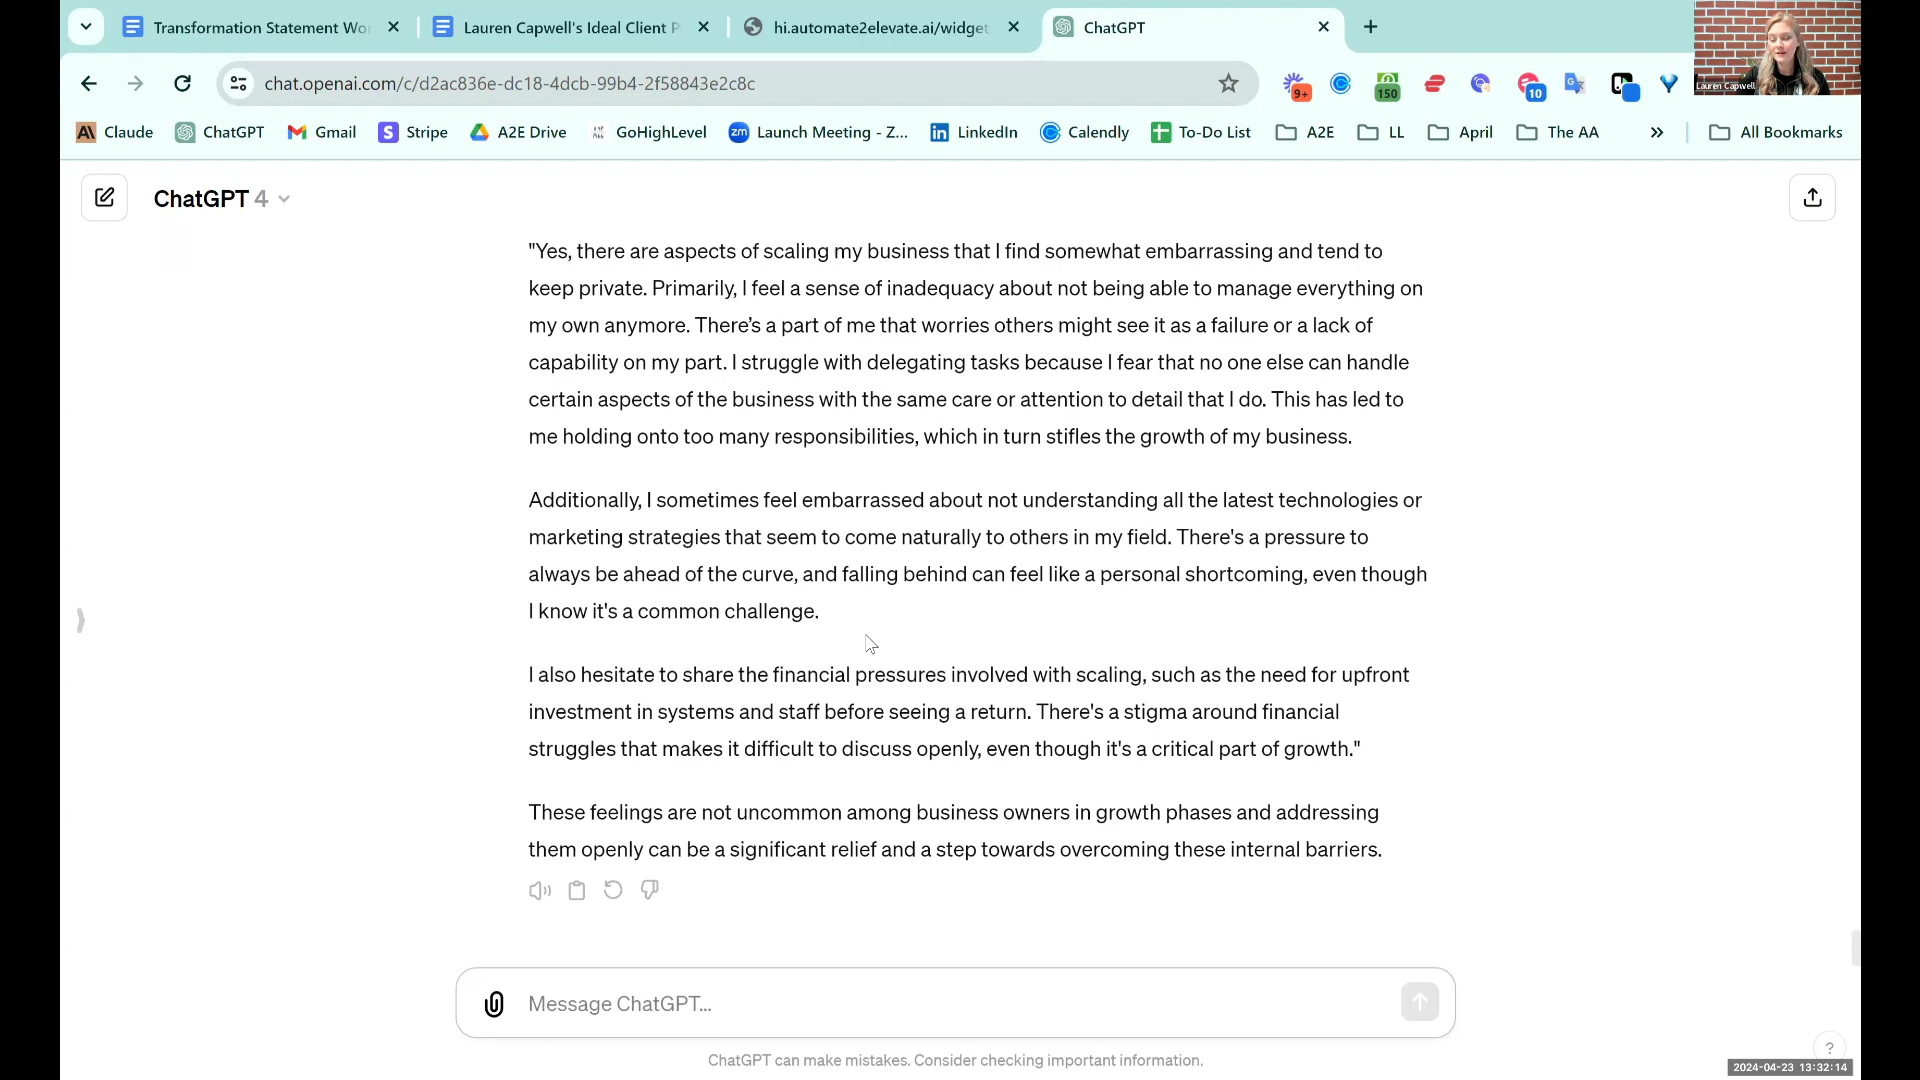 Transformation Statement Wo
Lauren Capwell's Ideal Client P
hi.automate2elevate.ai/widget
ChatGPT
chat.openai.com/c/d2ac836e-dc18-4dcb-99b4-2f58843e2c8c
9+
150
10
Lauren Capwell
Claude
ChatGPT
Gmail
Stripe
A2E Drive
GoHighLevel
zm
Launch Meeting - Z...
LinkedIn
Calendly
To-Do List
A2E
LL
April
The AA
All Bookmarks
ChatGPT 4
"Yes, there are aspects of scaling my business that I find somewhat embarrassing and tend to
keep private. Primarily, I feel a sense of inadequacy about not being able to manage everything on
my own anymore. There’s a part of me that worries others might see it as a failure or a lack of
capability on my part. I struggle with delegating tasks because I fear that no one else can handle
certain aspects of the business with the same care or attention to detail that I do. This has led to
me holding onto too many responsibilities, which in turn stifles the growth of my business.
Additionally, I sometimes feel embarrassed about not understanding all the latest technologies or
marketing strategies that seem to come naturally to others in my field. There's a pressure to
always be ahead of the curve, and falling behind can feel like a personal shortcoming, even though
I know it's a common challenge.
I also hesitate to share the financial pressures involved with scaling, such as the need for upfront
investment in systems and staff before seeing a return. There's a stigma around financial
struggles that makes it difficult to discuss openly, even though it's a critical part of growth."
These feelings are not uncommon among business owners in growth phases and addressing
them openly can be a significant relief and a step towards overcoming these internal barriers.
Message ChatGPT...
ChatGPT can make mistakes. Consider checking important information.
?
2024-04-23 13:32:14